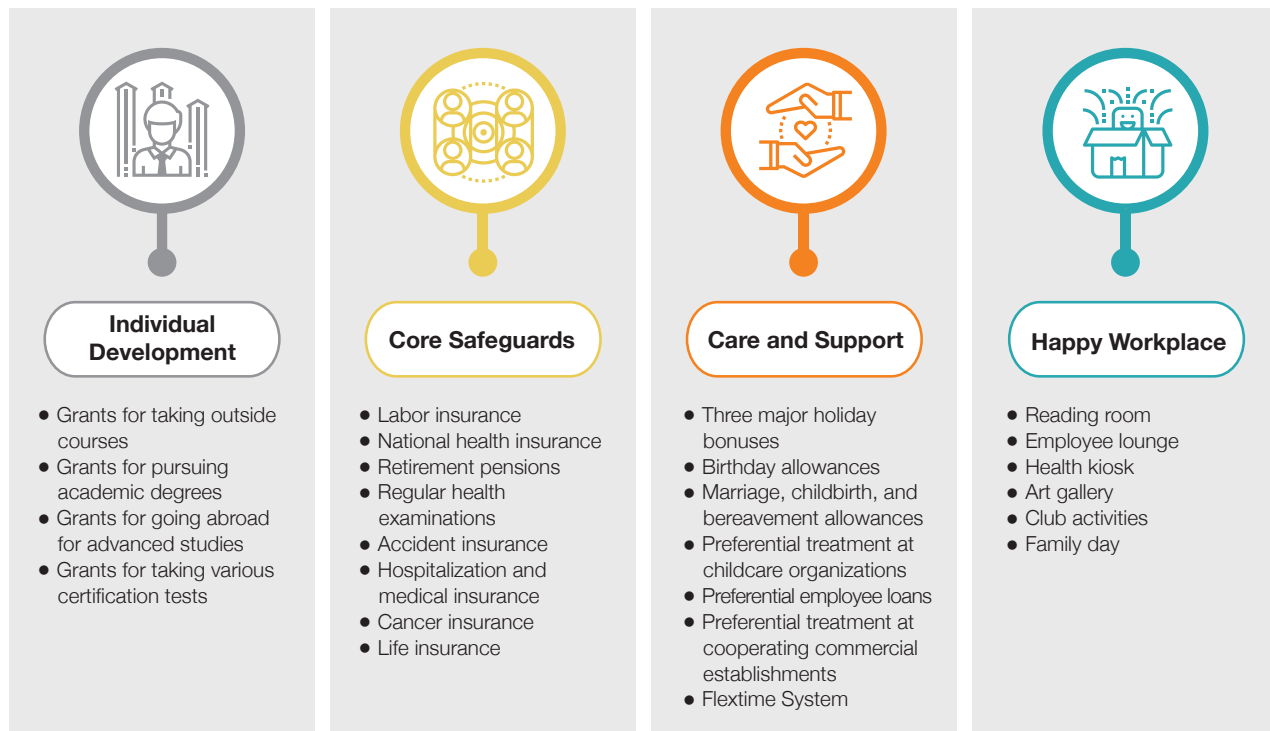 Individual
Development
● Grants for taking outside
courses
● Grants for pursuing
academic degrees
● Grants for going abroad
for advanced studies
● Grants for taking various
certification tests
Core Safeguards
● Labor insurance
● National health insurance
● Retirement pensions
● Regular health
examinations
● Accident insurance
● Hospitalization and
medical insurance
● Cancer insurance
● Life insurance
Care and Support
● Three major holiday
bonuses
● Birthday allowances
● Marriage, childbirth, and
bereavement allowances
● Preferential treatment at
childcare organizations
● Preferential employee loans
● Preferential treatment at
cooperating commercial
establishments
● Flextime System
Happy Workplace
● Reading room
● Employee lounge
● Health kiosk
● Art gallery
● Club activities
● Family day